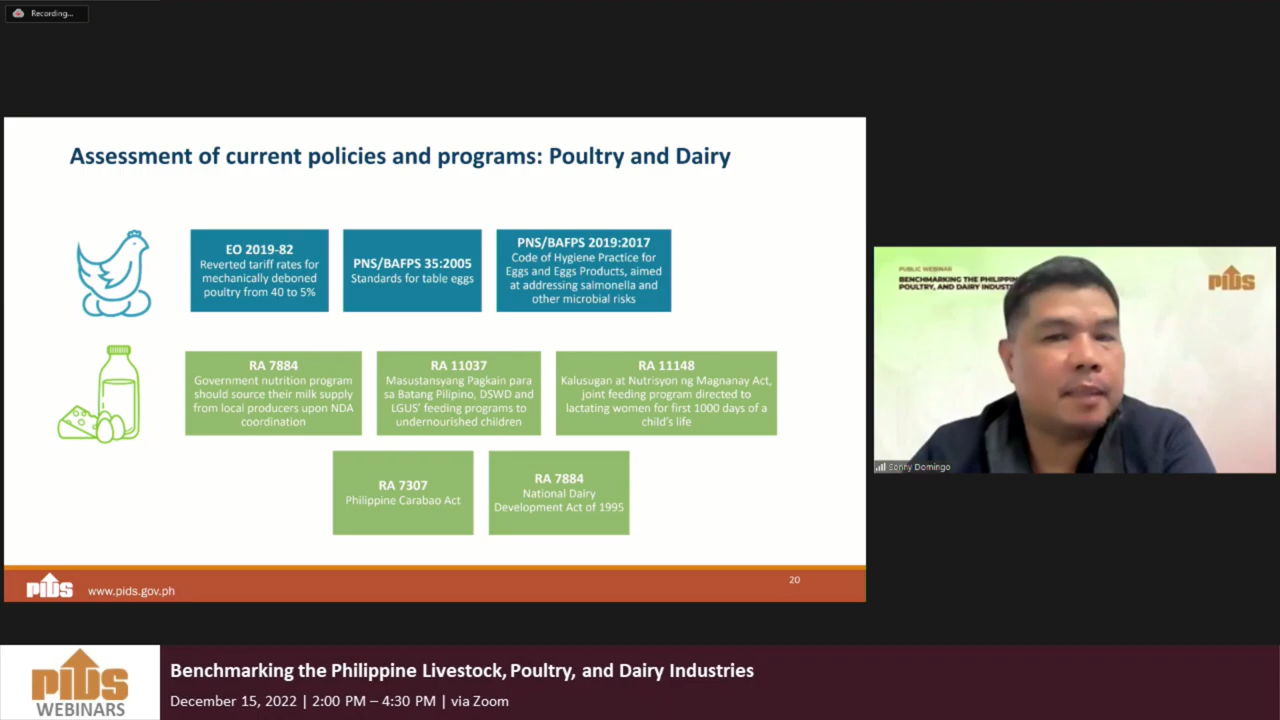 Recording...
Assessment of current policies and programs: Poultry and Dairy
EO 2019-82
Reverted tariff rates for
mechanically deboned
poultry from 40 to 5%
PNS/BAFPS 35:2005
Standards for table eggs
PNS/BAFPS 2019:2017
Code of Hygiene Practice for
Eggs and Eggs Products, aimed
at addressing salmonella and
other microbial risks
RA 7884
Government nutrition program
should source their milk supply
from local producers upon NDA
coordination
RA 11037
Masustansyang Pagkain para
sa Batang Pilipino, DSWD and
LGUS' feeding programs to
undernourished children
RA 11148
Kalusugan at Nutrisyon ng Magnanay Act,
joint feeding program directed to
lactating women for first 1000 days of a
child's life
RA 7307
Philippine Carabao Act
RA 7884
National Dairy
Development Act of 1995
PIDS
www.pids.gov.ph
20
PUBLIC WEBINAR
BENCHMARKING THE PHILIPPIN
POULTRY, AND DAIRY INDUST
PIDS
Sonny Domingo
PIDS
WEBINARS
Benchmarking the Philippine Livestock, Poultry, and Dairy Industries
December 15, 2022 | 2:00 PM – 4:30 PM | via Zoom